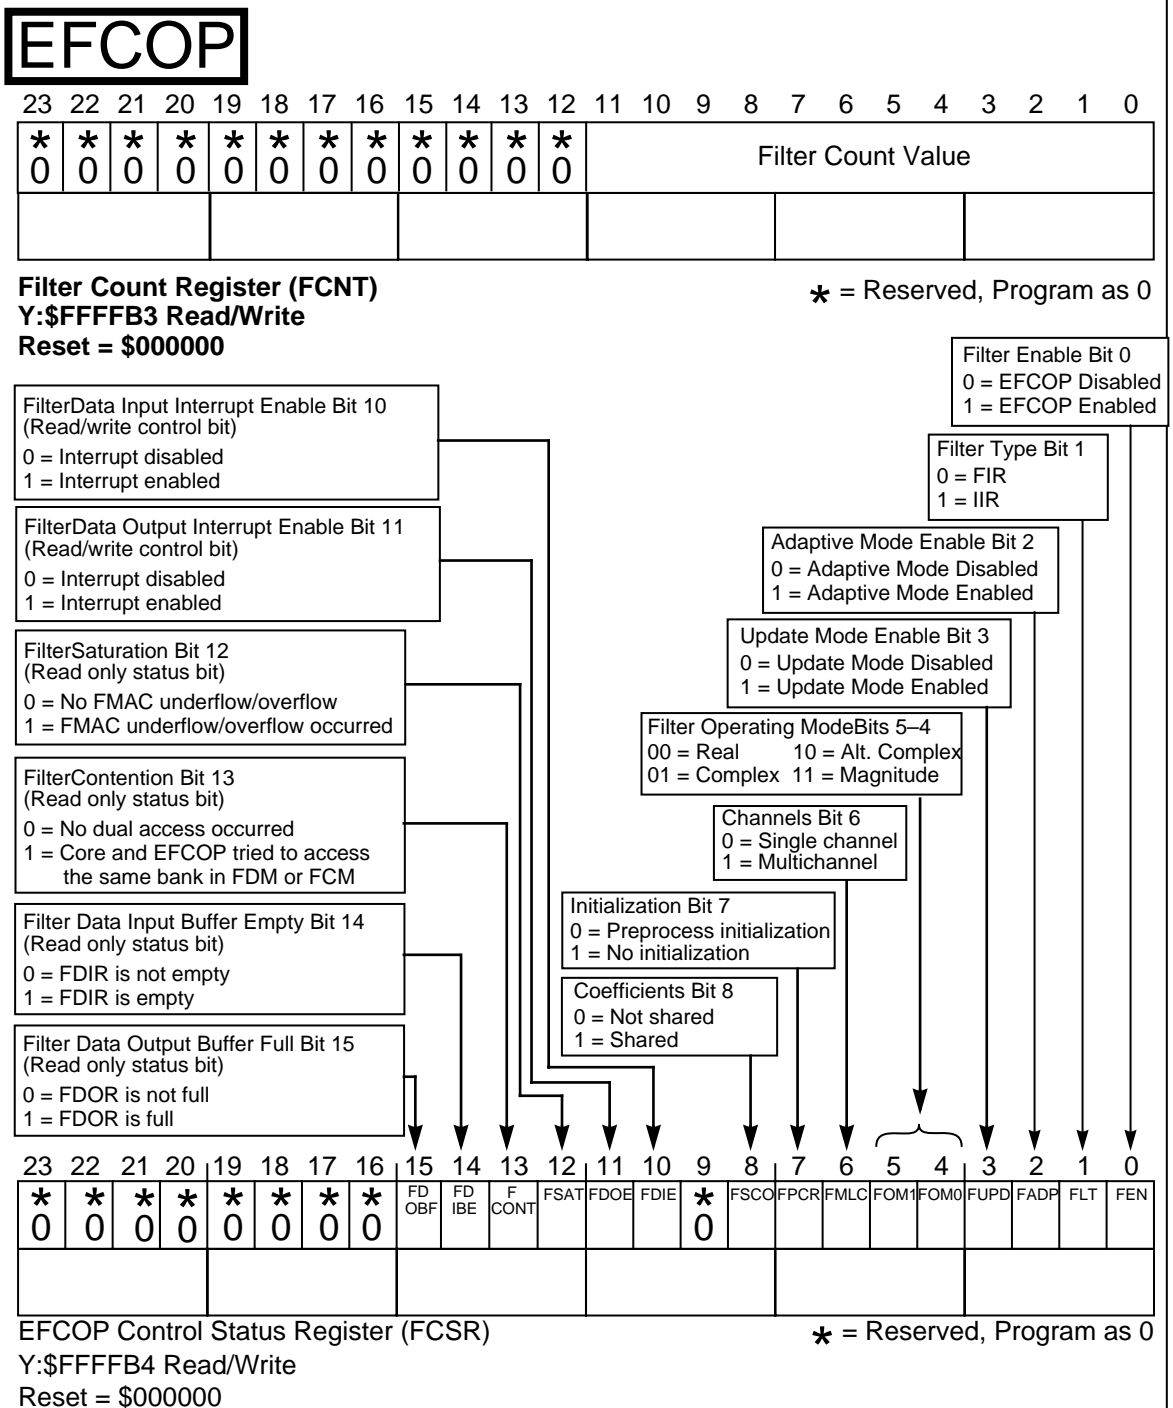 EFCOP
23 22 21 20 19 18 17 16 15 14 13 12 11 10 9 8 7 6 5 4 3 2 1 0
* * * * * * * * * * * * Filter Count Value
0 0 0 0 0 0 0 0 0 0 0 0
Filter Count Register (FCNT)
Y:$FFFFB3 Read/Write
Reset = $000000
* = Reserved, Program as 0
Filter Enable Bit 0
0 = EFCOP Disabled
1 = EFCOP Enabled
FilterData Input Interrupt Enable Bit 10
(Read/write control bit)
0 = Interrupt disabled
1 = Interrupt enabled
Filter Type Bit 1
0 = FIR
1 = IIR
FilterData Output Interrupt Enable Bit 11
(Read/write control bit)
0 = Interrupt disabled
1 = Interrupt enabled
Adaptive Mode Enable Bit 2
0 = Adaptive Mode Disabled
1 = Adaptive Mode Enabled
FilterSaturation Bit 12
(Read only status bit)
0 = No FMAC underflow/overflow
1 = FMAC underflow/overflow occurred
Update Mode Enable Bit 3
0 = Update Mode Disabled
1 = Update Mode Enabled
Filter Operating ModeBits 5–4
00 = Real 10 = Alt. Complex
01 = Complex 11 = Magnitude
FilterContention Bit 13
(Read only status bit)
0 = No dual access occurred
1 = Core and EFCOP tried to access
the same bank in FDM or FCM
Channels Bit 6
0 = Single channel
1 = Multichannel
Filter Data Input Buffer Empty Bit 14
(Read only status bit)
0 = FDIR is not empty
1 = FDIR is empty
Initialization Bit 7
0 = Preprocess initialization
1 = No initialization
Coefficients Bit 8
0 = Not shared
1 = Shared
Filter Data Output Buffer Full Bit 15
(Read only status bit)
0 = FDOR is not full
1 = FDOR is full
23 22 21 20 19 18 17 16 15 14 13 12 11 10 9 8 7 6 5 4 3 2 1 0
* * * * * * * * FD OBF FD IBE F CONT FSAT FDOE FDIE * FSCO FPCR FMLC FOM1 FOM0 FUPD FADP FLT FEN
0 0 0 0 0 0 0 0 0
EFCOP Control Status Register (FCSR)
Y:$FFFFB4 Read/Write
Reset = $000000
* = Reserved, Program as 0